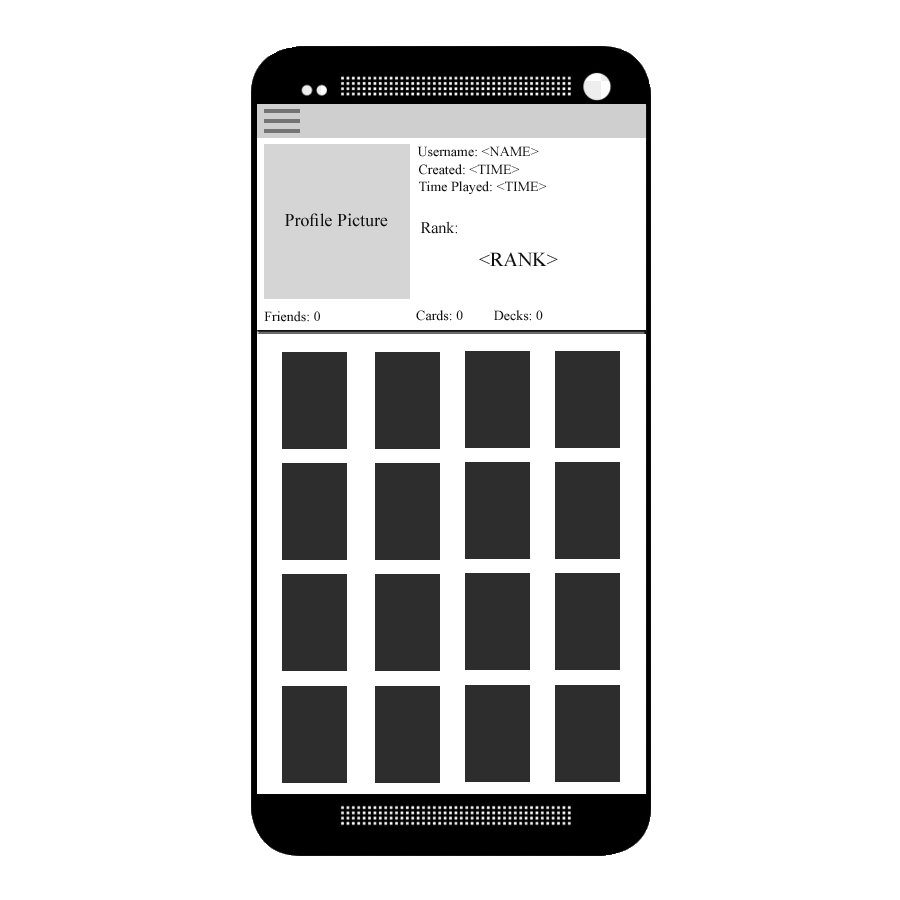 Username: <NAME>
Created: <TIME>
Time Played: <TIME>
Profile Picture
Rank:
<RANK>
Friends: 0
Cards: 0
Decks: 0